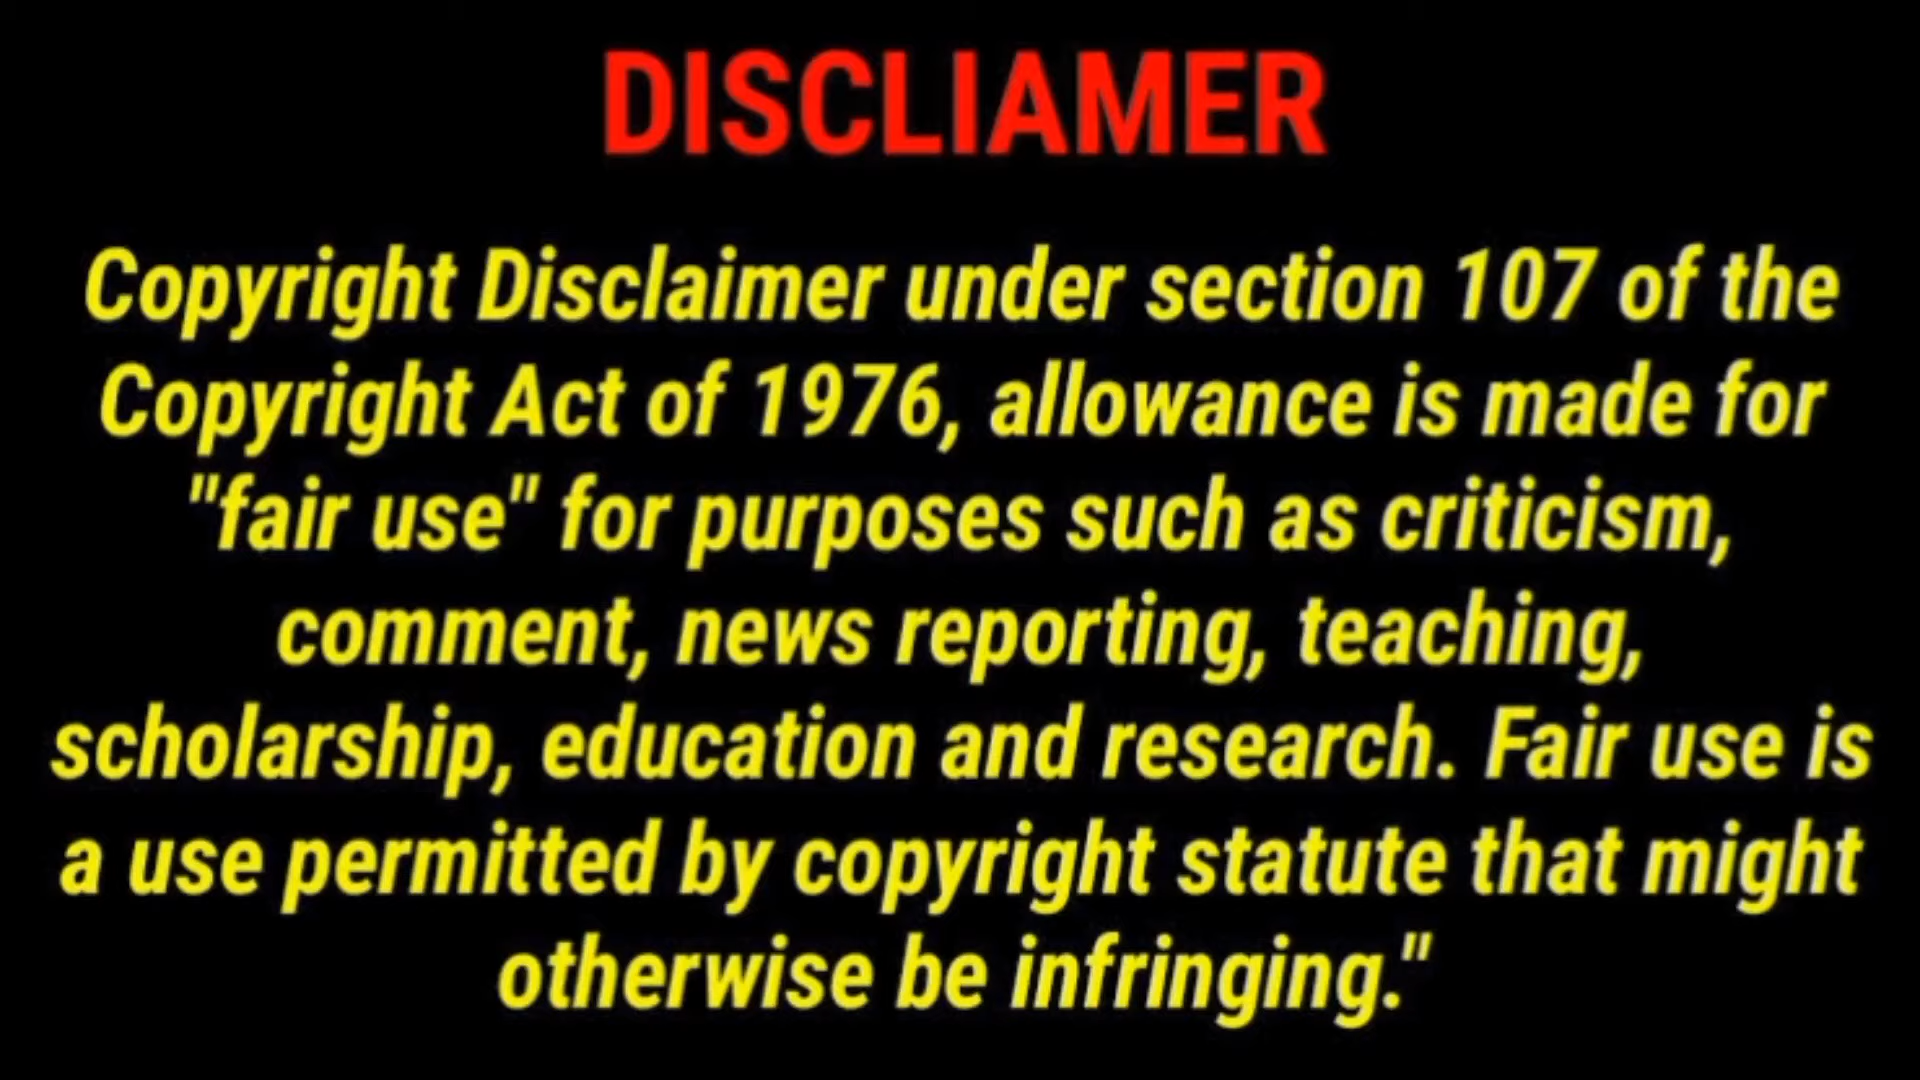 DISCLIAMER
Copyright Disclaimer under section 107 of the
Copyright Act of 1976, allowance is made for
"fair use" for purposes such as criticism,
comment, news reporting, teaching,
scholarship, education and research. Fair use is
a use permitted by copyright statute that might
otherwise be infringing."